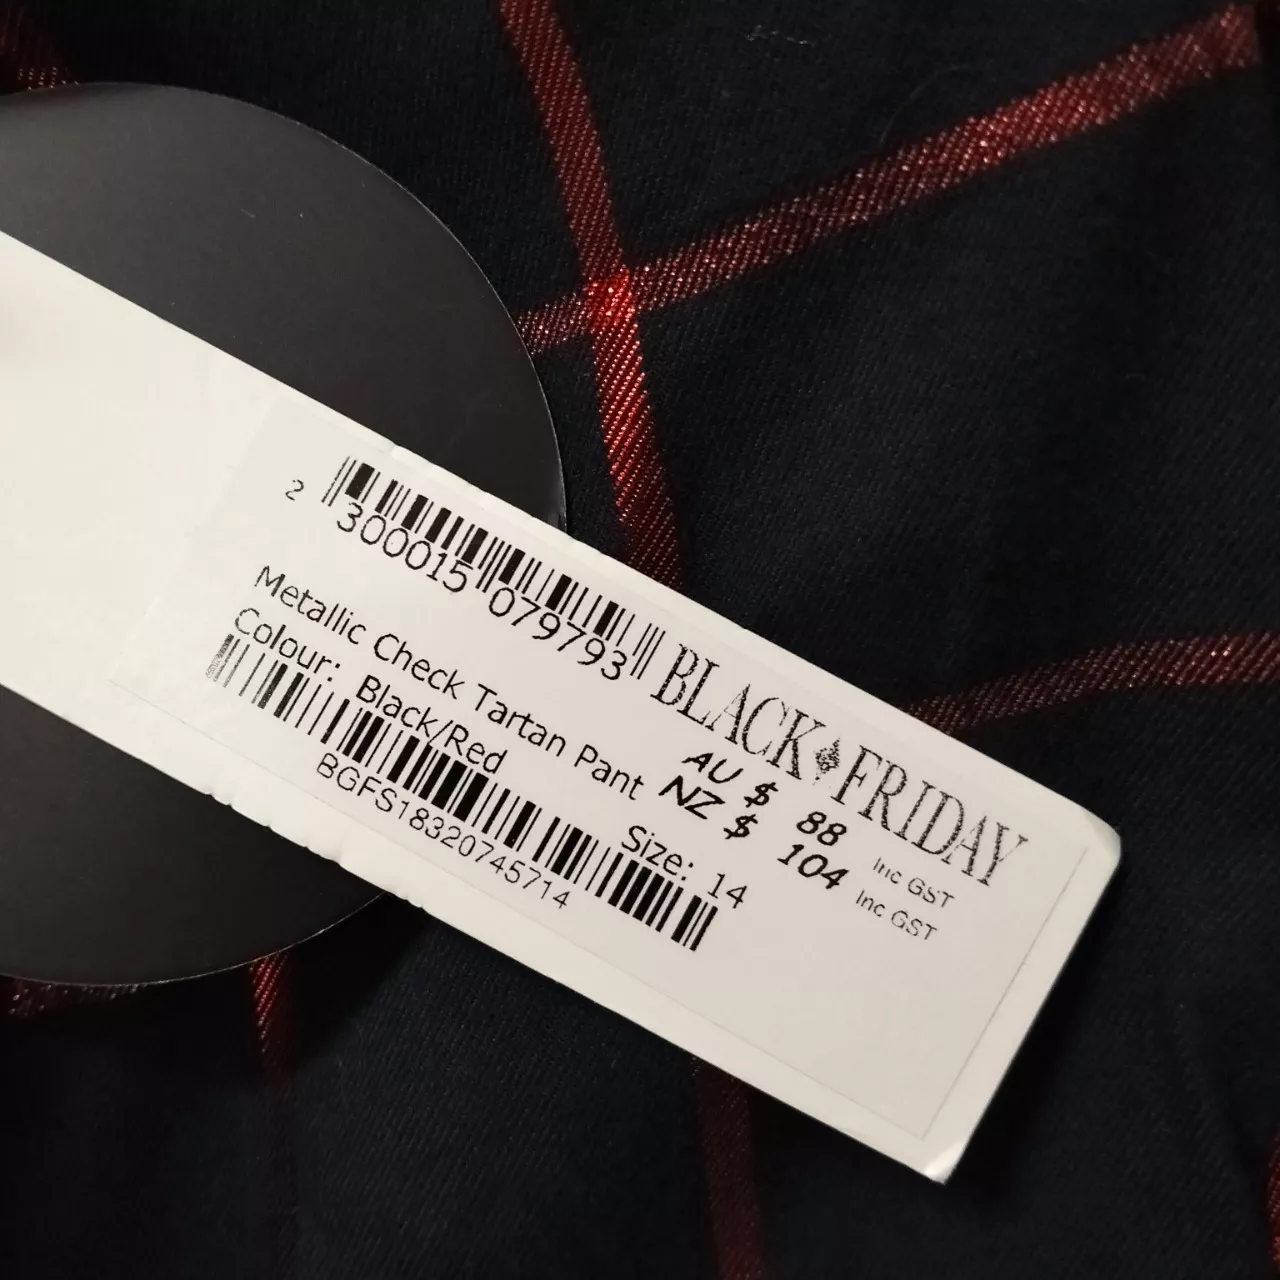 2 300015 079793
BLACK FRIDAY
Metallic Check Tartan Pant
AU $ 88 Inc GST
Colour: Black/Red
NZ $ 104 Inc GST
Size: 14
BGFS18320745714